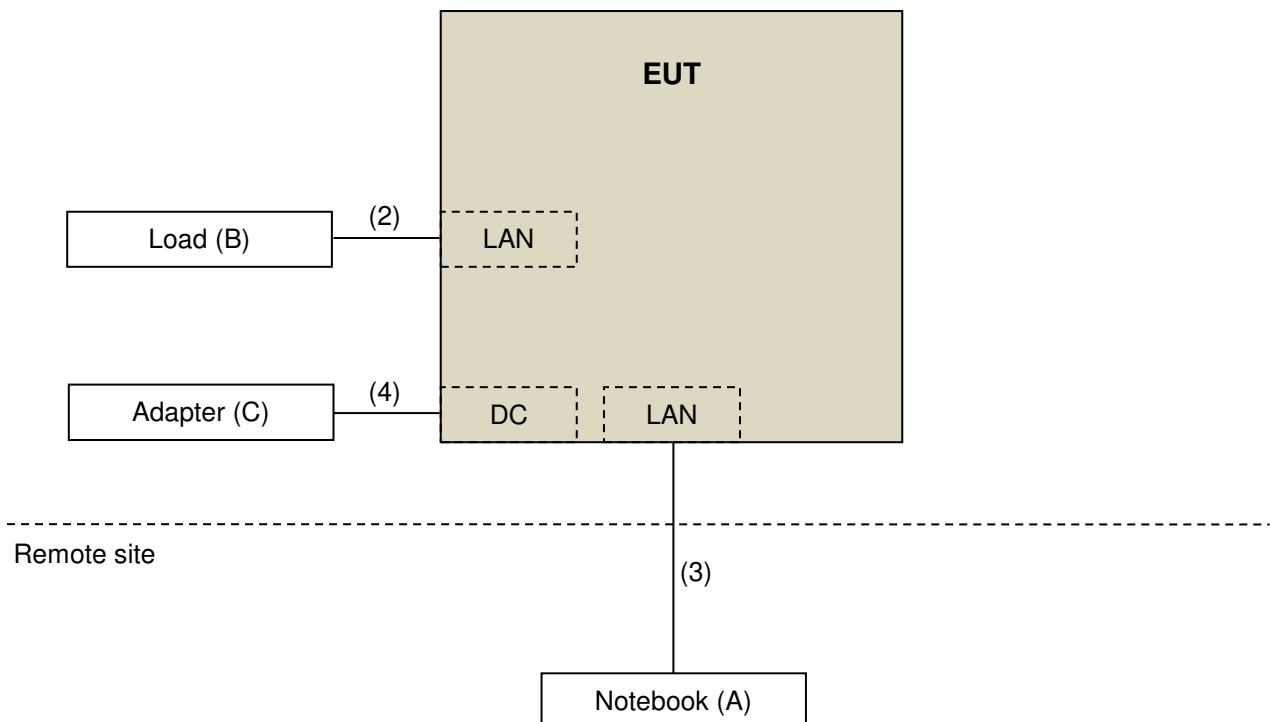 EUT
(2)
Load (B)
LAN
(4)
Adapter (C)
DC
LAN
Remote site
(3)
Notebook (A)